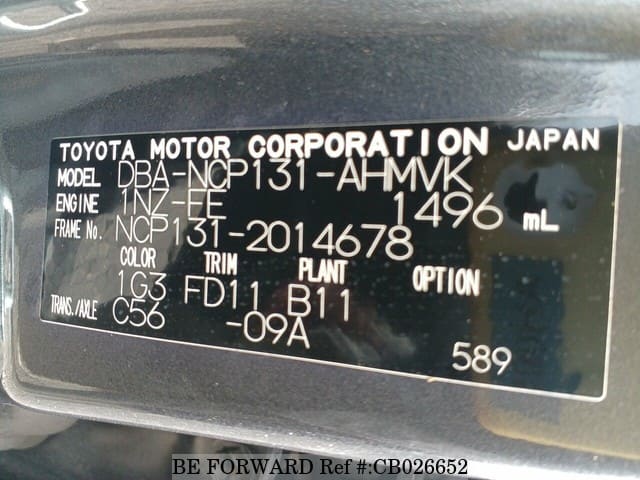 TOYOTA MOTOR CORPORATION JAPAN
MODEL DBA-NCP131-AHMVK
ENGINE 1NZ-FE 1496 mL
FRAME No. NCP131-2014678
COLOR TRIM PLANT OPTION
1G3 FD11 B11
TRANS./AXLE C56 -09A
589
BE FORWARD Ref #:CB026652